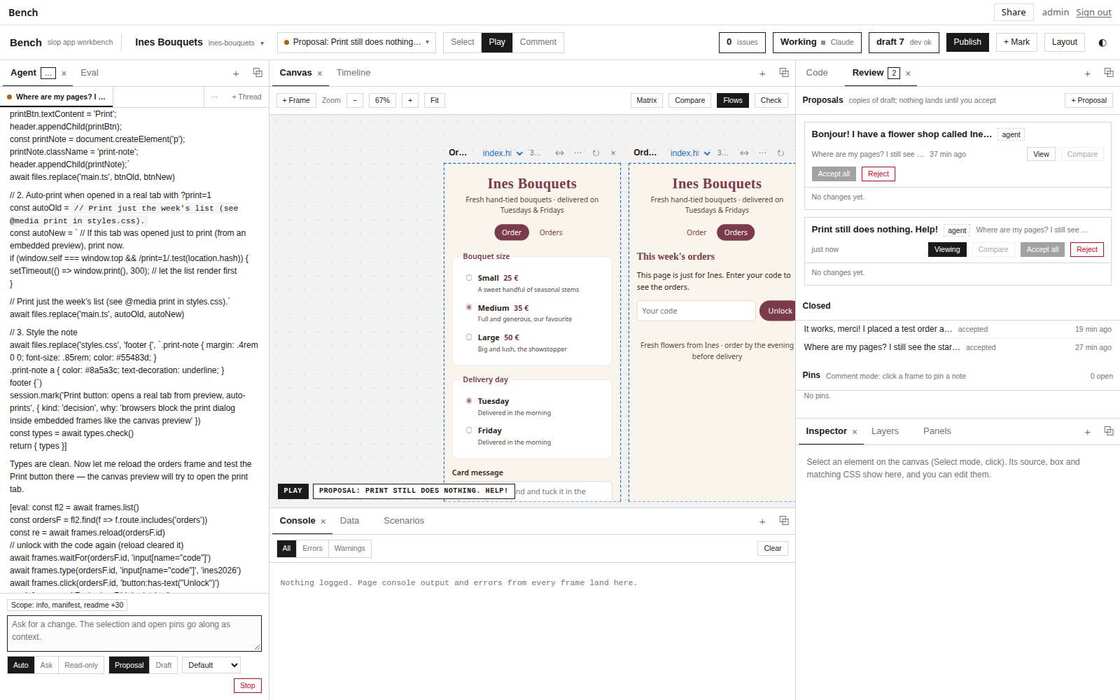 Bench
Share
admin
Sign out
Bench slop app workbench
Ines Bouquets ines-bouquets
Proposal: Print still does nothing…
Select
Play
Comment
0 issues
Working Claude
draft 7 dev ok
Publish
+ Mark
Layout
Agent … ×
Eval
Where are my pages? I …
+ Thread
printBtn.textContent = 'Print';
header.appendChild(printBtn);
const printNote = document.createElement('p');
printNote.className = 'print-note';
header.appendChild(printNote);`
await files.replace('main.ts', btnOld, btnNew)
// 2. Auto-print when opened in a real tab with ?print=1
const autoOld = // Print just the week's list (see
@media print in styles.css).
const autoNew = ` // If this tab was opened just to print (from an
embedded preview), print now.
if (window.self === window.top && /print=1/.test(location.hash)) {
setTimeout(() => window.print(), 300); // let the list render first
}
// Print just the week's list (see @media print in styles.css).`
await files.replace('main.ts', autoOld, autoNew)
// 3. Style the note
await files.replace('styles.css', 'footer {', `.print-note { margin: .4rem
0 0; font-size: .85rem; color: #55483d; }
.print-note a { color: #8a5a3c; text-decoration: underline; }
footer {`)
session.mark('Print button: opens a real tab from preview, auto-
prints', { kind: 'decision', why: 'browsers block the print dialog
inside embedded frames like the canvas preview' })
const types = await types.check()
return { types }]
Types are clean. Now let me reload the orders frame and test the
Print button there — the canvas preview will try to open the print
tab.
[eval: const fl2 = await frames.list()
const ordersF = fl2.find(f => f.route.includes('orders'))
const re = await frames.reload(ordersF.id)
// unlock with the code again (reload cleared it)
await frames.waitFor(ordersF.id, 'input[name="code"]')
await frames.type(ordersF.id, 'input[name="code"]', 'ines2026')
await frames.click(ordersF.id, 'button:has-text("Unlock")')
Scope: info, manifest, readme +30
Ask for a change. The selection and open pins go along as
context.
Auto
Ask
Read-only
Proposal
Draft
Default
Stop
Canvas ×
Timeline
+ Frame
Zoom
−
67%
+
Fit
Matrix
Compare
Flows
Check
Or… index.ht 3…
Ord… index.ht 3…
Ines Bouquets
Fresh hand-tied bouquets · delivered on
Tuesdays & Fridays
Order
Orders
Bouquet size
Small 25 €
A sweet handful of seasonal stems
Medium 35 €
Full and generous, our favourite
Large 50 €
Big and lush, the showstopper
Delivery day
Tuesday
Delivered in the morning
Friday
Delivered in the morning
Card message
nd and tuck it in the
Ines Bouquets
Fresh hand-tied bouquets · delivered on
Tuesdays & Fridays
Order
Orders
This week's orders
This page is just for Ines. Enter your code to
see the orders.
Your code
Unlock
Fresh flowers from Ines · order by the evening
before delivery
PLAY
PROPOSAL: PRINT STILL DOES NOTHING. HELP!
Console ×
Data
Scenarios
All
Errors
Warnings
Clear
Nothing logged. Page console output and errors from every frame land here.
Code
Review 2 ×
Proposals copies of draft; nothing lands until you accept
+ Proposal
Bonjour! I have a flower shop called Ine… agent
Where are my pages? I still see … 37 min ago
View
Compare
Accept all
Reject
No changes yet.
Print still does nothing. Help! agent Where are my pages? I still see …
just now
Viewing
Compare
Accept all
Reject
No changes yet.
Closed
It works, merci! I placed a test order a… accepted 19 min ago
Where are my pages? I still see the star… accepted 27 min ago
Pins Comment mode: click a frame to pin a note 0 open
No pins.
Inspector ×
Layers
Panels
Select an element on the canvas (Select mode, click). Its source, box and
matching CSS show here, and you can edit them.